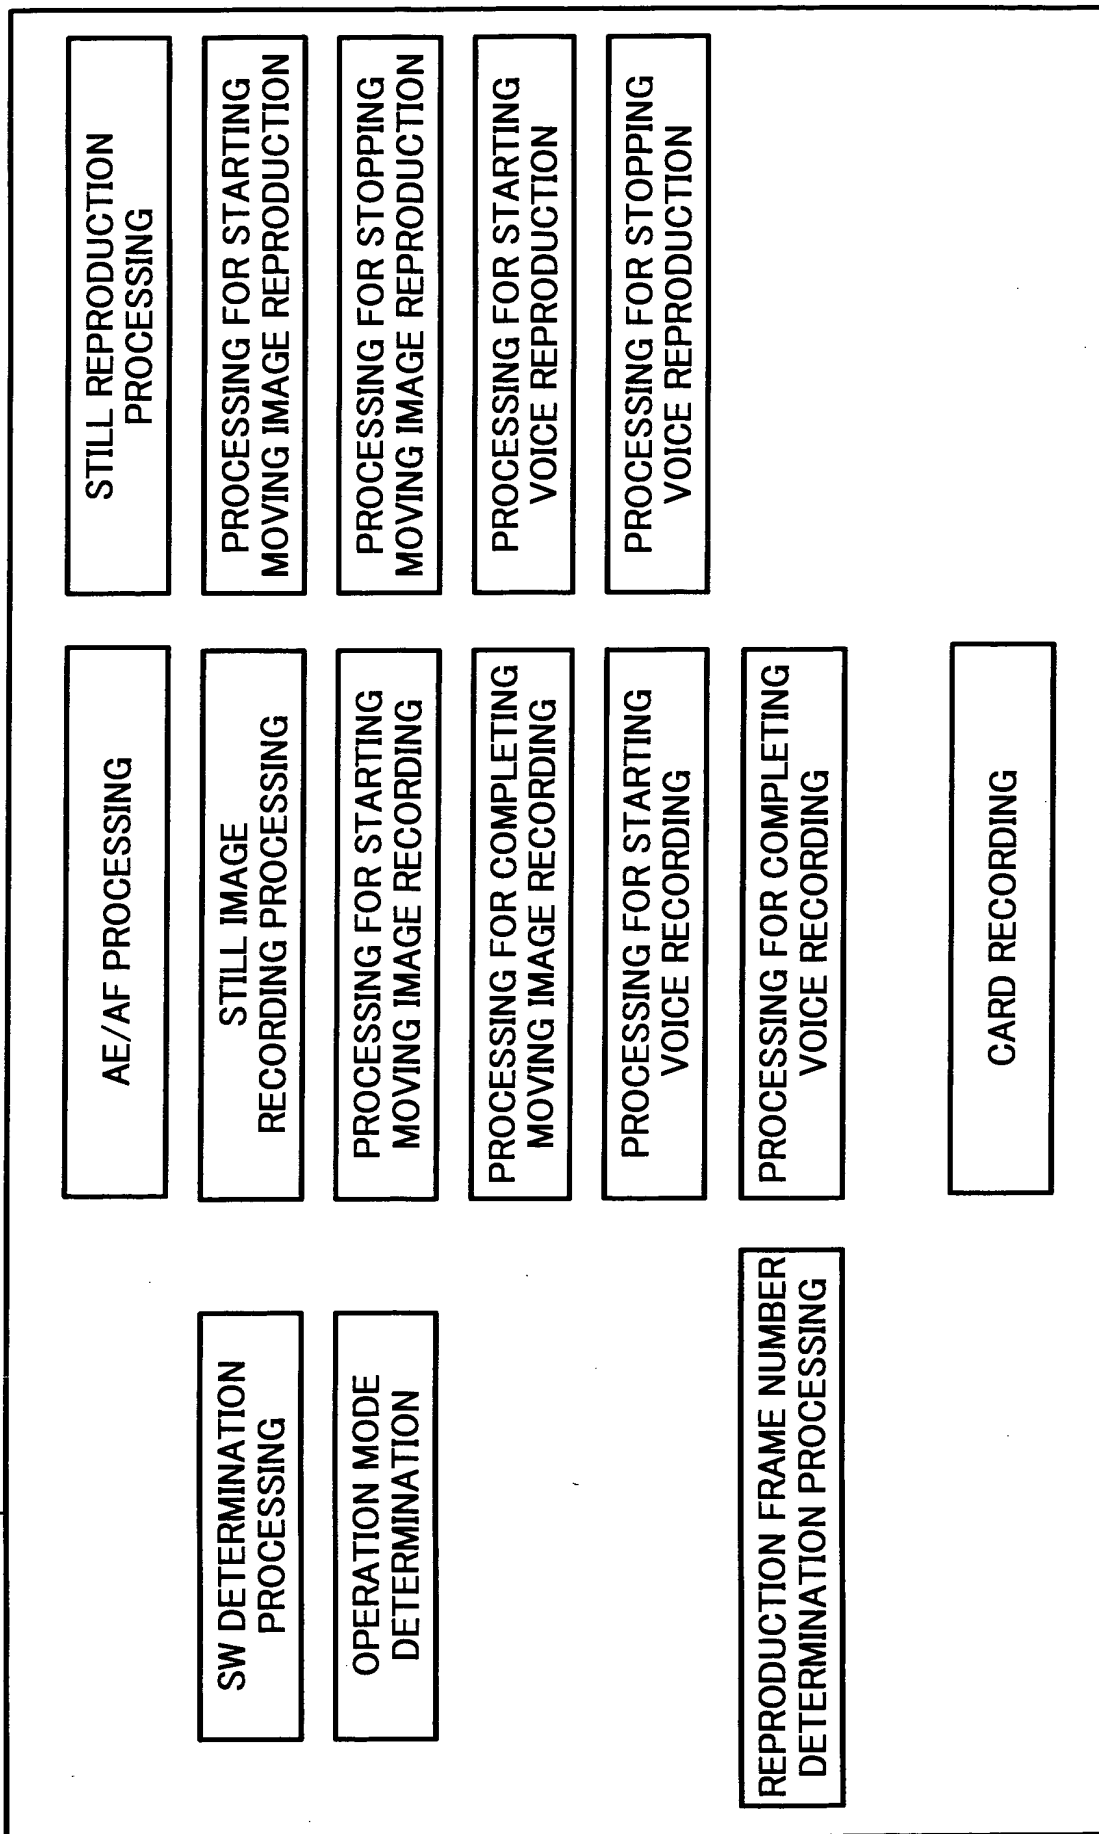 SW DETERMINATION
PROCESSING
OPERATION MODE
DETERMINATION
REPRODUCTION FRAME NUMBER
DETERMINATION PROCESSING
AE/AF PROCESSING
STILL IMAGE
RECORDING PROCESSING
PROCESSING FOR STARTING
MOVING IMAGE RECORDING
PROCESSING FOR COMPLETING
MOVING IMAGE RECORDING
PROCESSING FOR STARTING
VOICE RECORDING
PROCESSING FOR COMPLETING
VOICE RECORDING
CARD RECORDING
STILL REPRODUCTION
PROCESSING
PROCESSING FOR STARTING
MOVING IMAGE REPRODUCTION
PROCESSING FOR STOPPING
MOVING IMAGE REPRODUCTION
PROCESSING FOR STARTING
VOICE REPRODUCTION
PROCESSING FOR STOPPING
VOICE REPRODUCTION